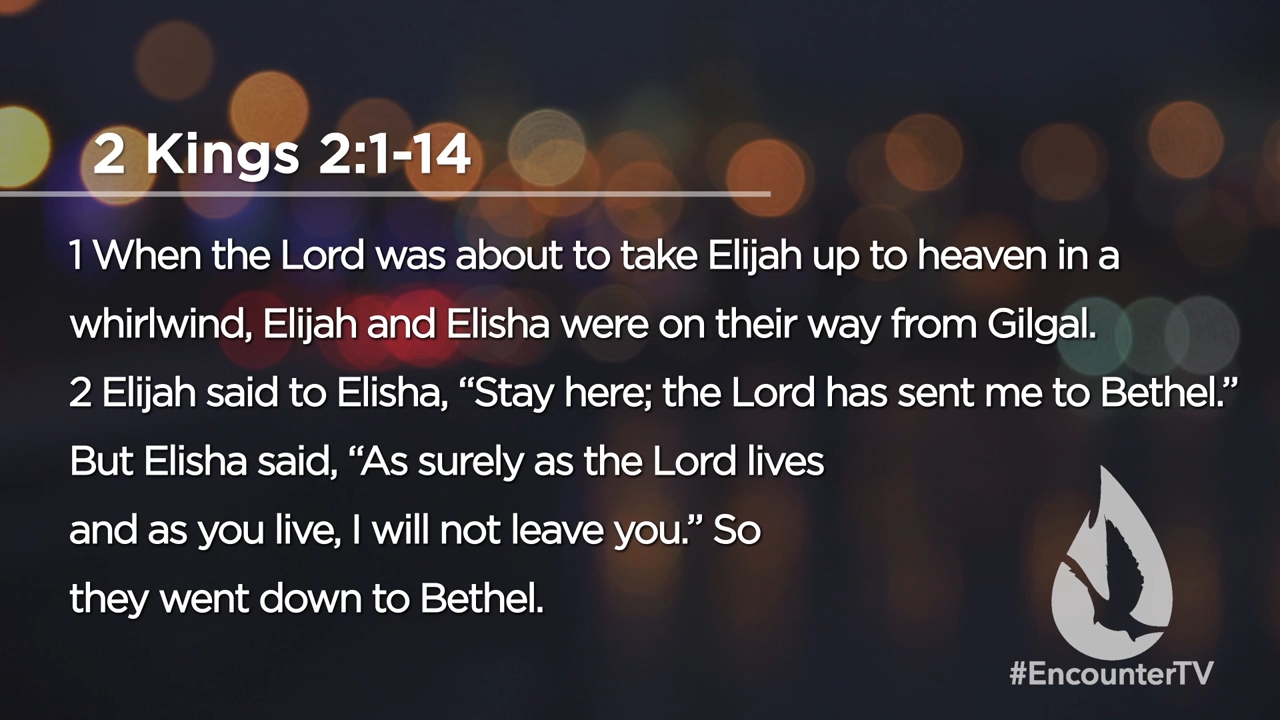 2 Kings 2:1-14
1 When the Lord was about to take Elijah up to heaven in a
whirlwind, Elijah and Elisha were on their way from Gilgal.
2 Elijah said to Elisha, “Stay here; the Lord has sent me to Bethel.”
But Elisha said, “As surely as the Lord lives
and as you live, I will not leave you.” So
they went down to Bethel.
#EncounterTV